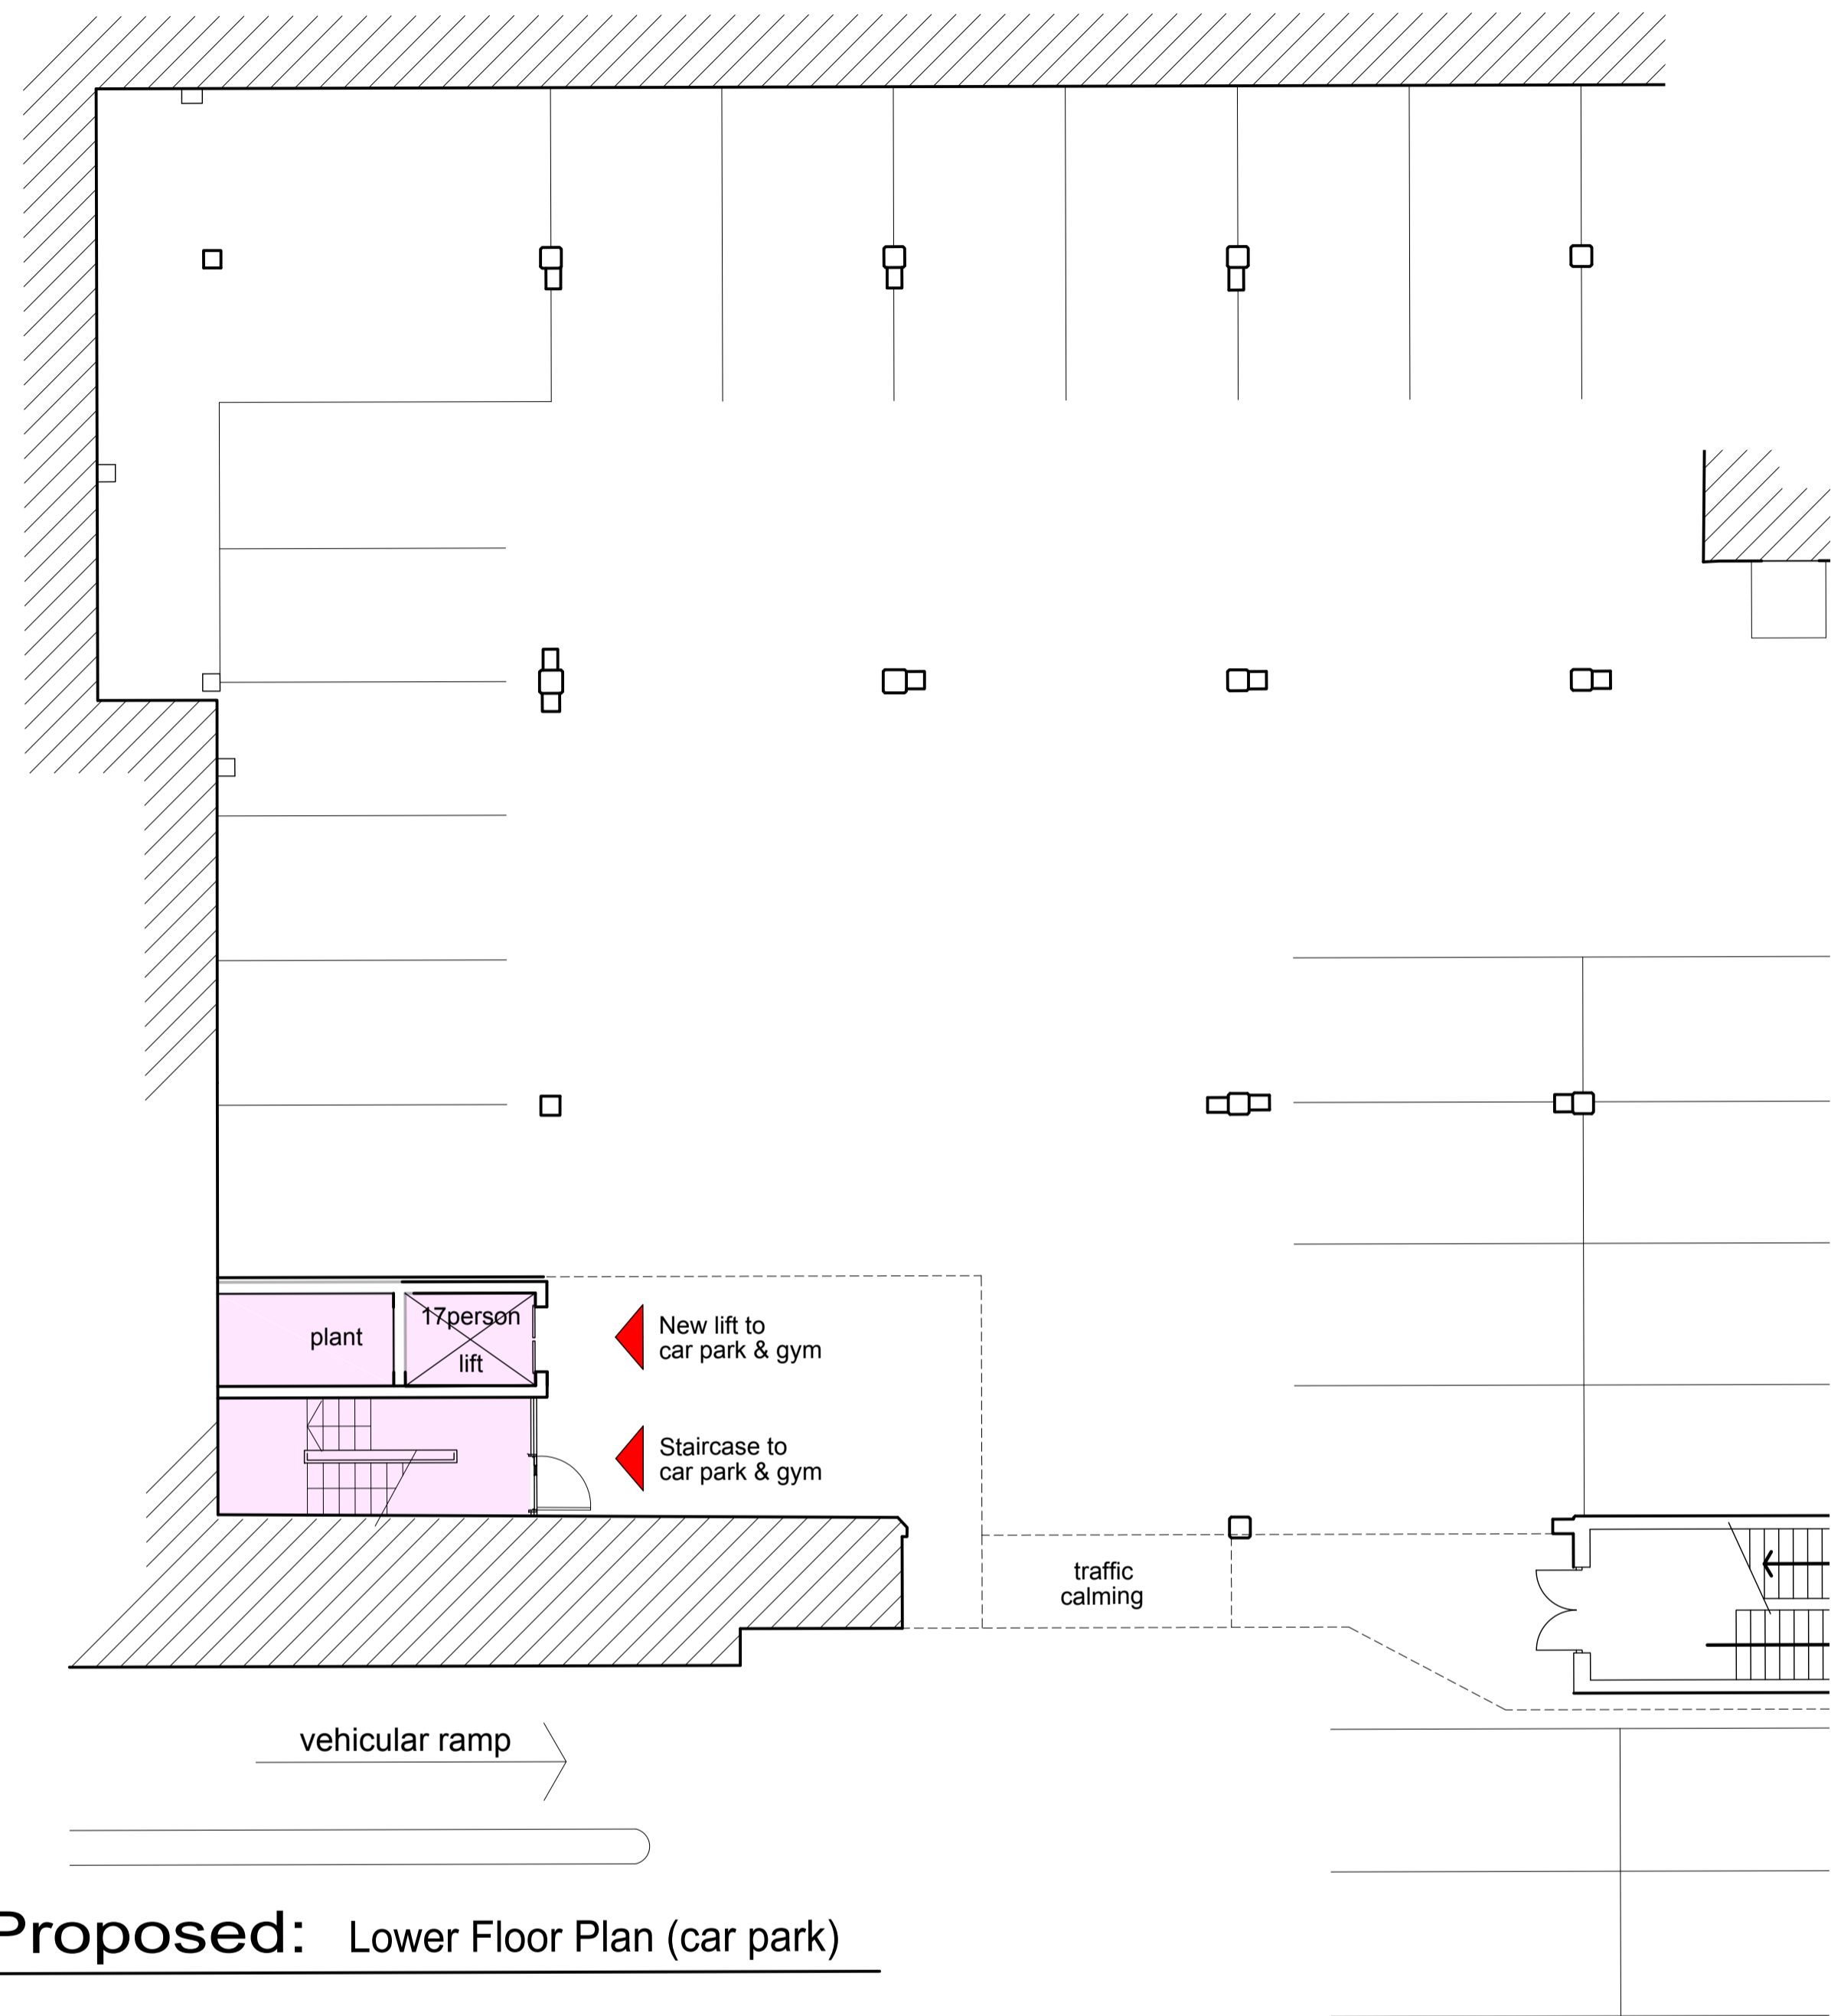 17person
plant
lift
New lift to
car park & gym
Staircase to
car park & gym
traffic
calming
vehicular ramp
Proposed: Lower Floor Plan (car park)